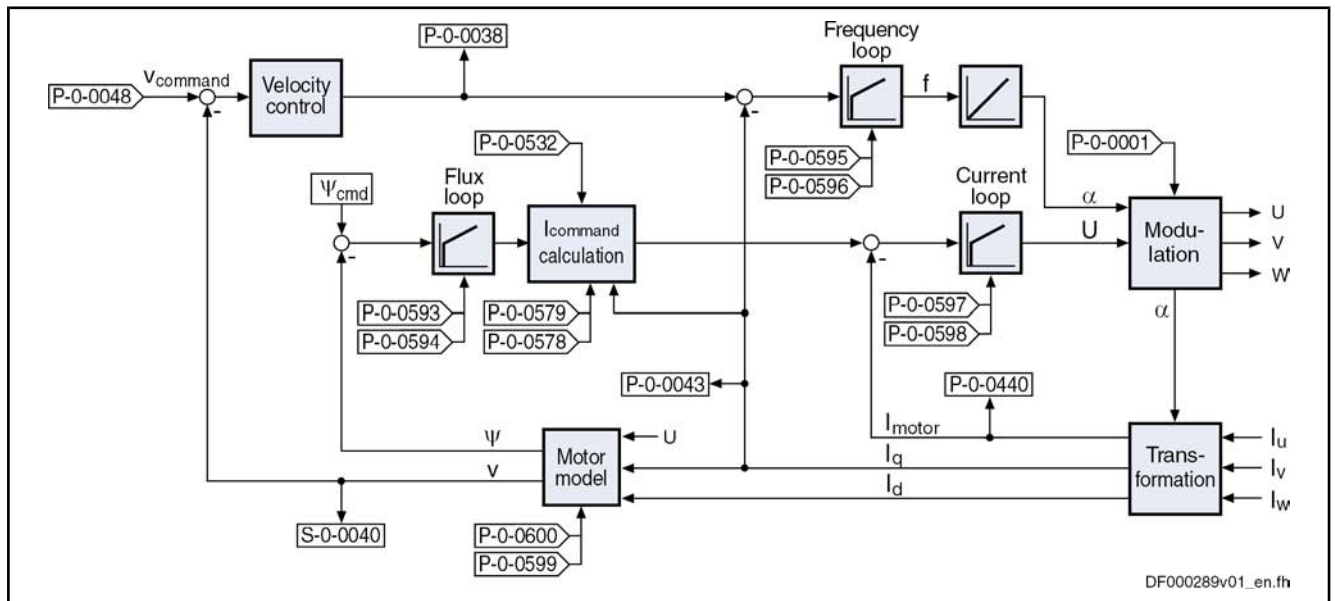 P-0-0038
Frequency
loop
Vcommand
Velocity
control
P-0-0048
-
-
f
P-0-0532
P-0-0595
P-0-0596
P-0-0001
Ψcmd
Flux
loop
Current
loop
α
Icommand
calculation
U
Modu-
lation
U
V
W
-
-
P-0-0593
P-0-0594
P-0-0579
P-0-0578
P-0-0597
P-0-0598
α
P-0-0043
P-0-0440
Ψ
Motor
model
U
Imotor
Iq
Id
Trans-
formation
Iu
Iv
Iw
v
S-0-0040
P-0-0600
P-0-0599
DF000289v01_en.fh